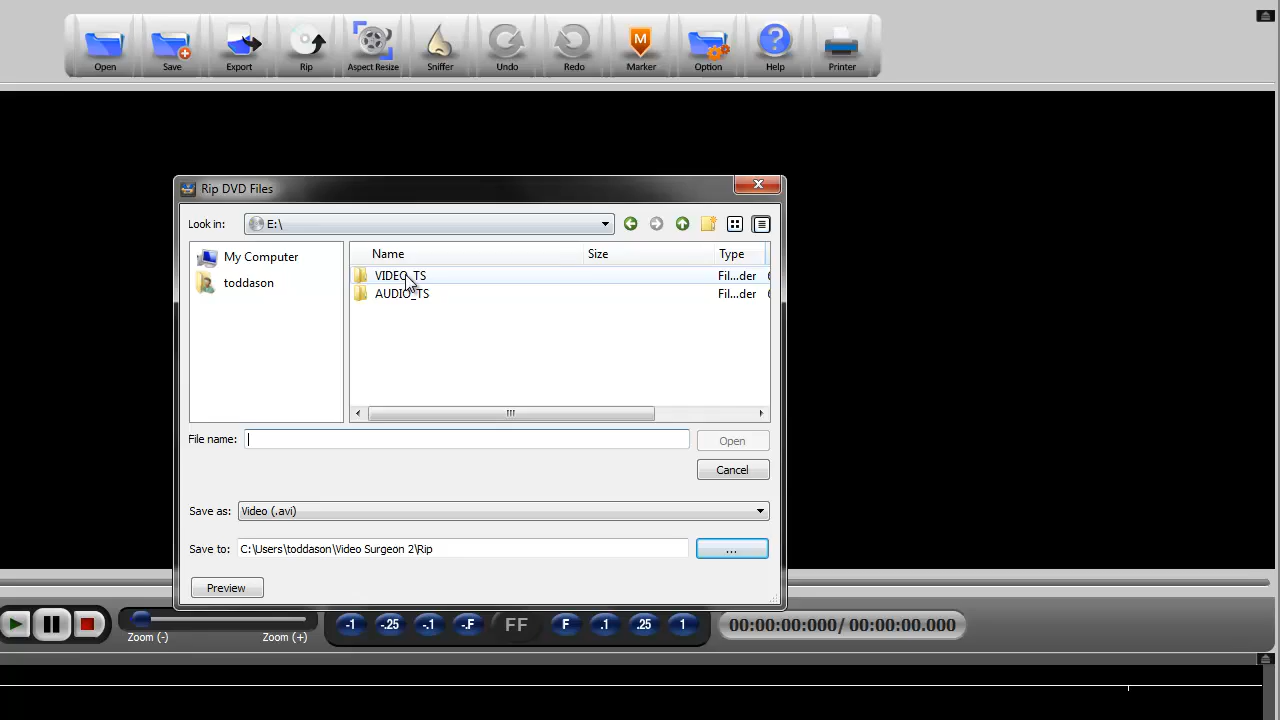 Open Save Export Rip Aspect Resize Sniffer Undo Redo Marker Option Help Printer
Rip DVD Files
Look in: E:\
My Computer
toddason
Name Size Type
VIDEO_TS Fil...der
AUDIO_TS Fil...der
File name: Open
Cancel
Save as: Video (.avi)
Save to: C:\Users\toddason\Video Surgeon 2\Rip ...
Preview
Zoom (-) Zoom (+) -1 -.25 -.1 -.F FF F .1 .25 1 00:00:00:000/ 00:00:00.000